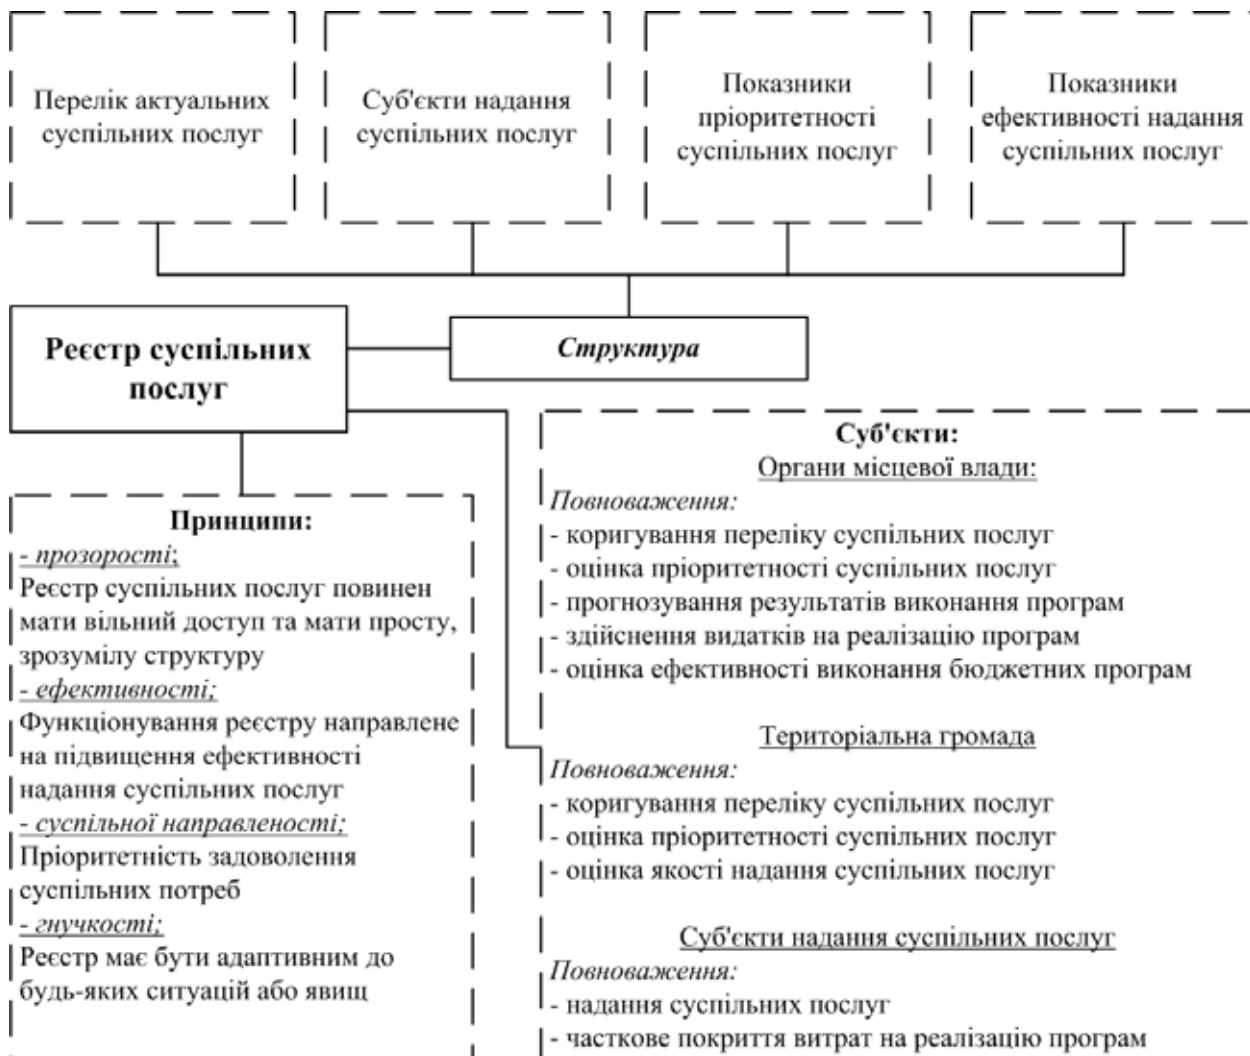 Перелік актуальних
суспільних послуг
Суб'єкти надання
суспільних послуг
Показники
пріоритетності
суспільних послуг
Показники
ефективності надання
суспільних послуг
Реєстр суспільних
послуг
Структура
Принципи:
- прозорості;
Реєстр суспільних послуг повинен
мати вільний доступ та мати просту,
зрозумілу структуру
- ефективності;
Функціонування реєстру направлене
на підвищення ефективності
надання суспільних послуг
- суспільної направленості;
Пріоритетність задоволення
суспільних потреб
- гнучкості;
Реєстр має бути адаптивним до
будь-яких ситуацій або явищ
Суб'єкти:
Органи місцевої влади:
Повноваження:
- коригування переліку суспільних послуг
- оцінка пріоритетності суспільних послуг
- прогнозування результатів виконання програм
- здійснення видатків на реалізацію програм
- оцінка ефективності виконання бюджетних програм
Територіальна громада
Повноваження:
- коригування переліку суспільних послуг
- оцінка пріоритетності суспільних послуг
- оцінка якості надання суспільних послуг
Суб'єкти надання суспільних послуг
Повноваження:
- надання суспільних послуг
- часткове покриття витрат на реалізацію програм